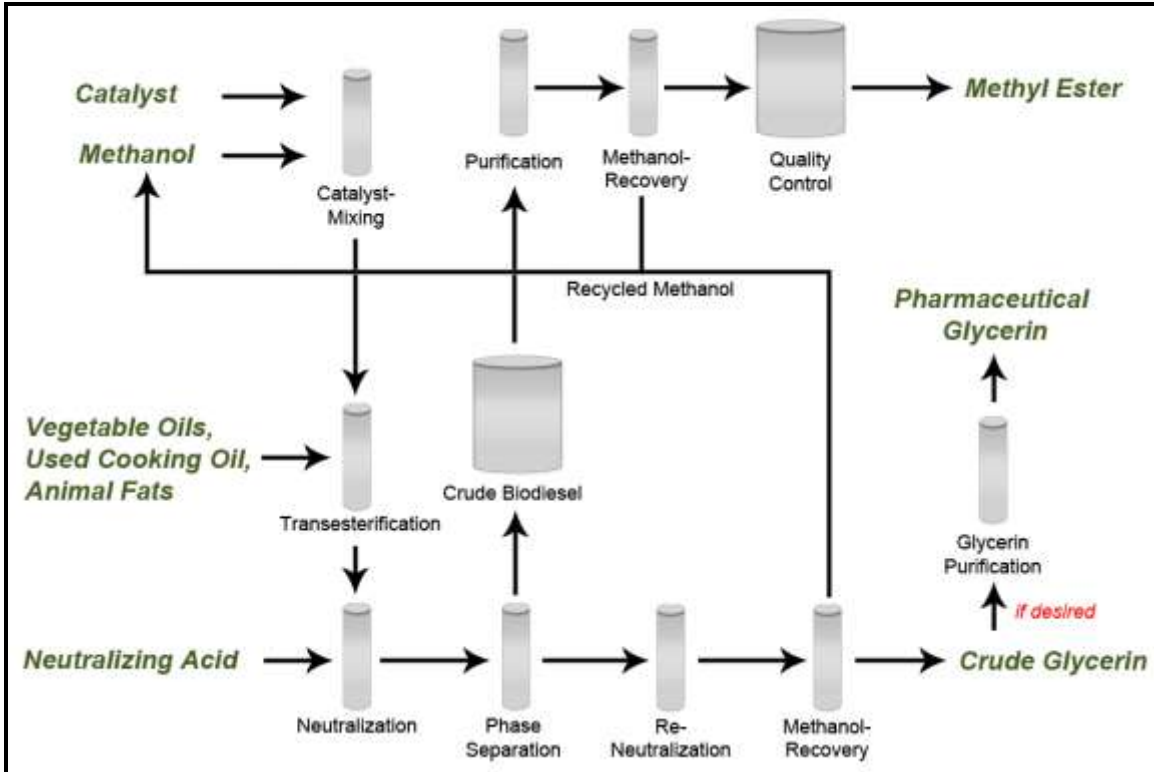 Catalyst
Methanol
Catalyst-
Mixing
Purification
Methanol-
Recovery
Quality
Control
Methyl Ester
Recycled Methanol
Pharmaceutical
Glycerin
Vegetable Oils,
Used Cooking Oil,
Animal Fats
Transesterification
Crude Biodiesel
Glycerin
Purification
if desired
Neutralizing Acid
Neutralization
Phase
Separation
Re-
Neutralization
Methanol-
Recovery
Crude Glycerin